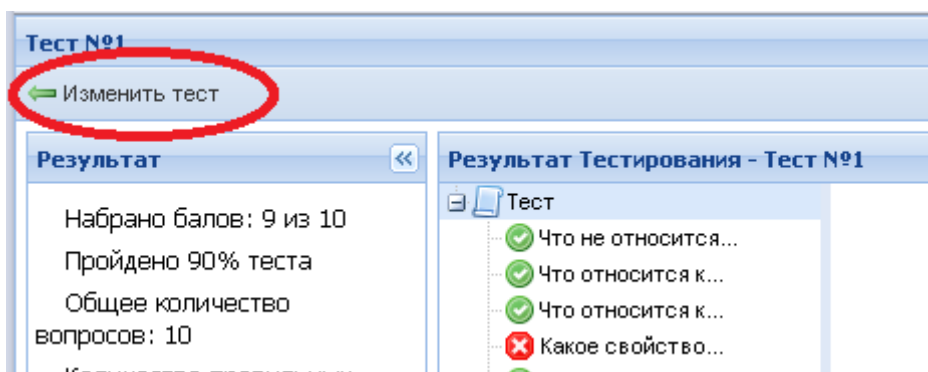 Тест №1
Изменить тест
Результат
Набрано балов: 9 из 10
Пройдено 90% теста
Общее количество
вопросов: 10
Результат Тестирования - Тест №1
Тест
Что не относится...
Что относится к...
Что относится к...
Какое свойство...